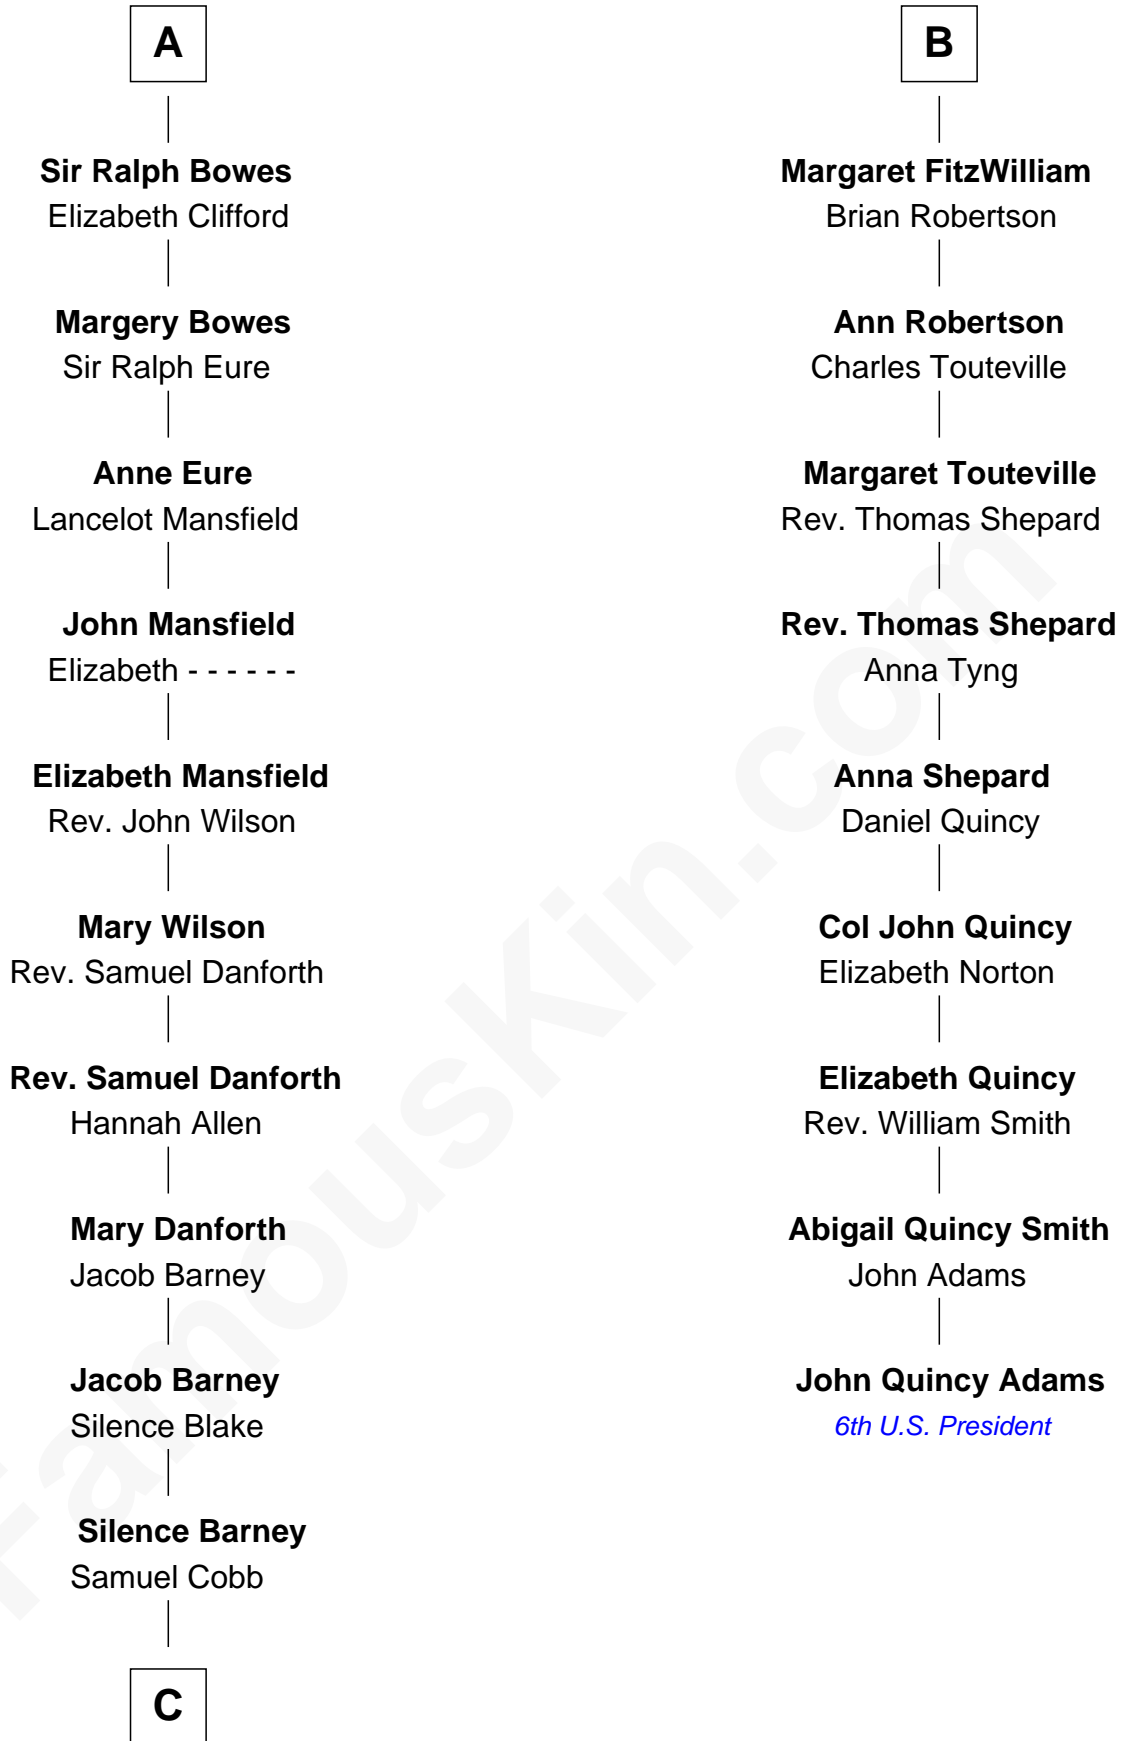 A
Sir Ralph Bowes
Elizabeth Clifford
Margery Bowes
Sir Ralph Eure
Anne Eure
Lancelot Mansfield
John Mansfield
Elizabeth - - - - - -
Elizabeth Mansfield
Rev. John Wilson
Mary Wilson
Rev. Samuel Danforth
Rev. Samuel Danforth
Hannah Allen
Mary Danforth
Jacob Barney
Jacob Barney
Silence Blake
Silence Barney
Samuel Cobb
C
B
Margaret FitzWilliam
Brian Robertson
Ann Robertson
Charles Touteville
Margaret Touteville
Rev. Thomas Shepard
Rev. Thomas Shepard
Anna Tyng
Anna Shepard
Daniel Quincy
Col John Quincy
Elizabeth Norton
Elizabeth Quincy
Rev. William Smith
Abigail Quincy Smith
John Adams
John Quincy Adams
6th U.S. President
FamousKin.com